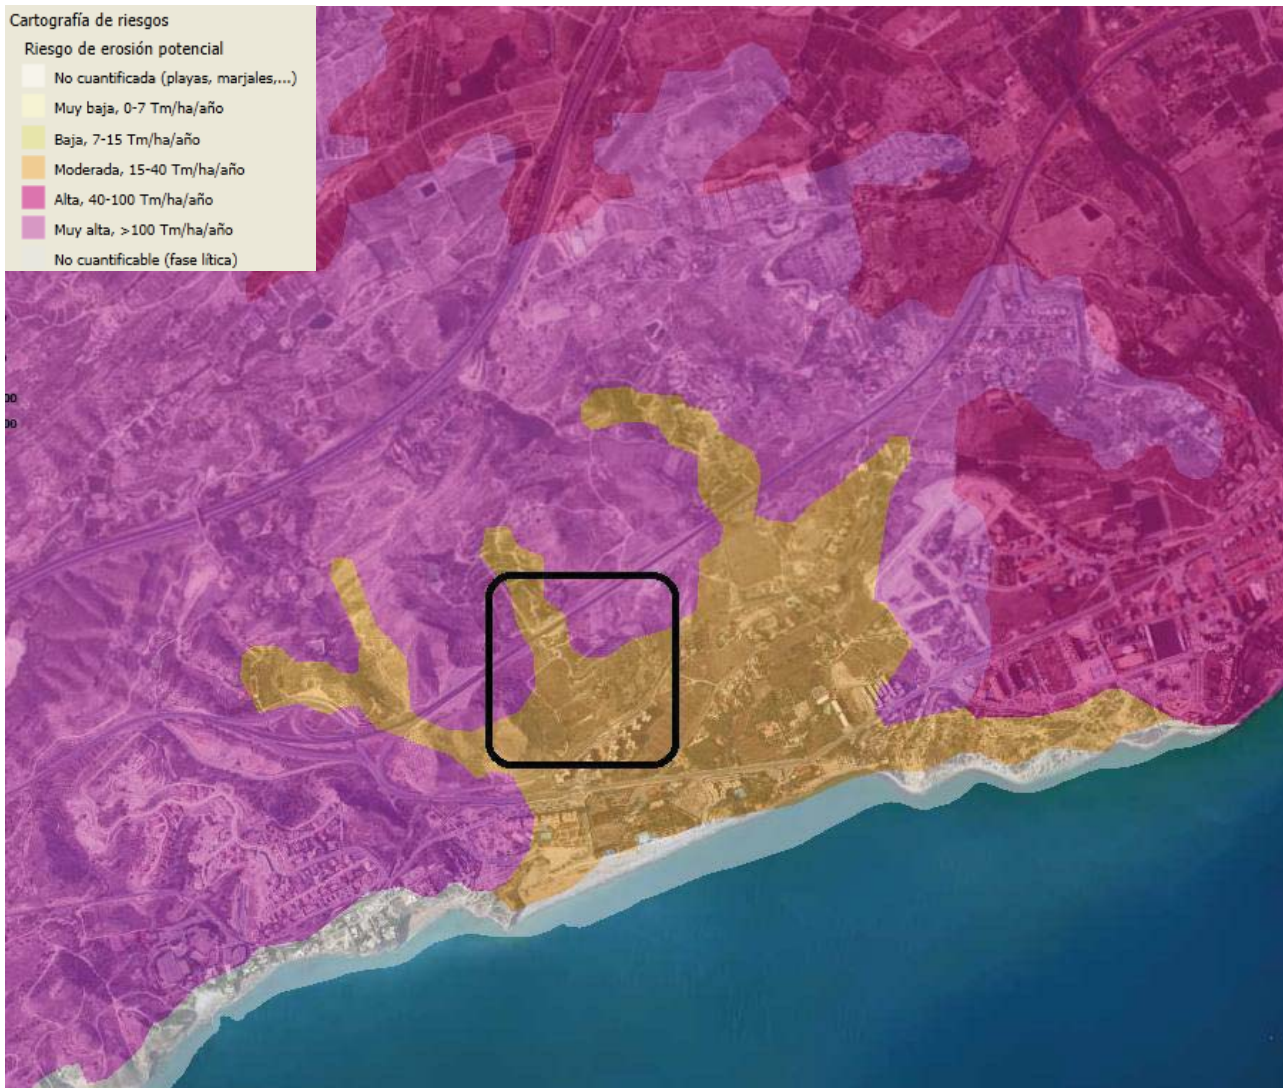 Cartografía de riesgos
Riesgo de erosión potencial
No cuantificada (playas, marjales,...)
Muy baja, 0-7 Tm/ha/año
Baja, 7-15 Tm/ha/año
Moderada, 15-40 Tm/ha/año
Alta, 40-100 Tm/ha/año
Muy alta, >100 Tm/ha/año
No cuantificable (fase lítica)
00
00